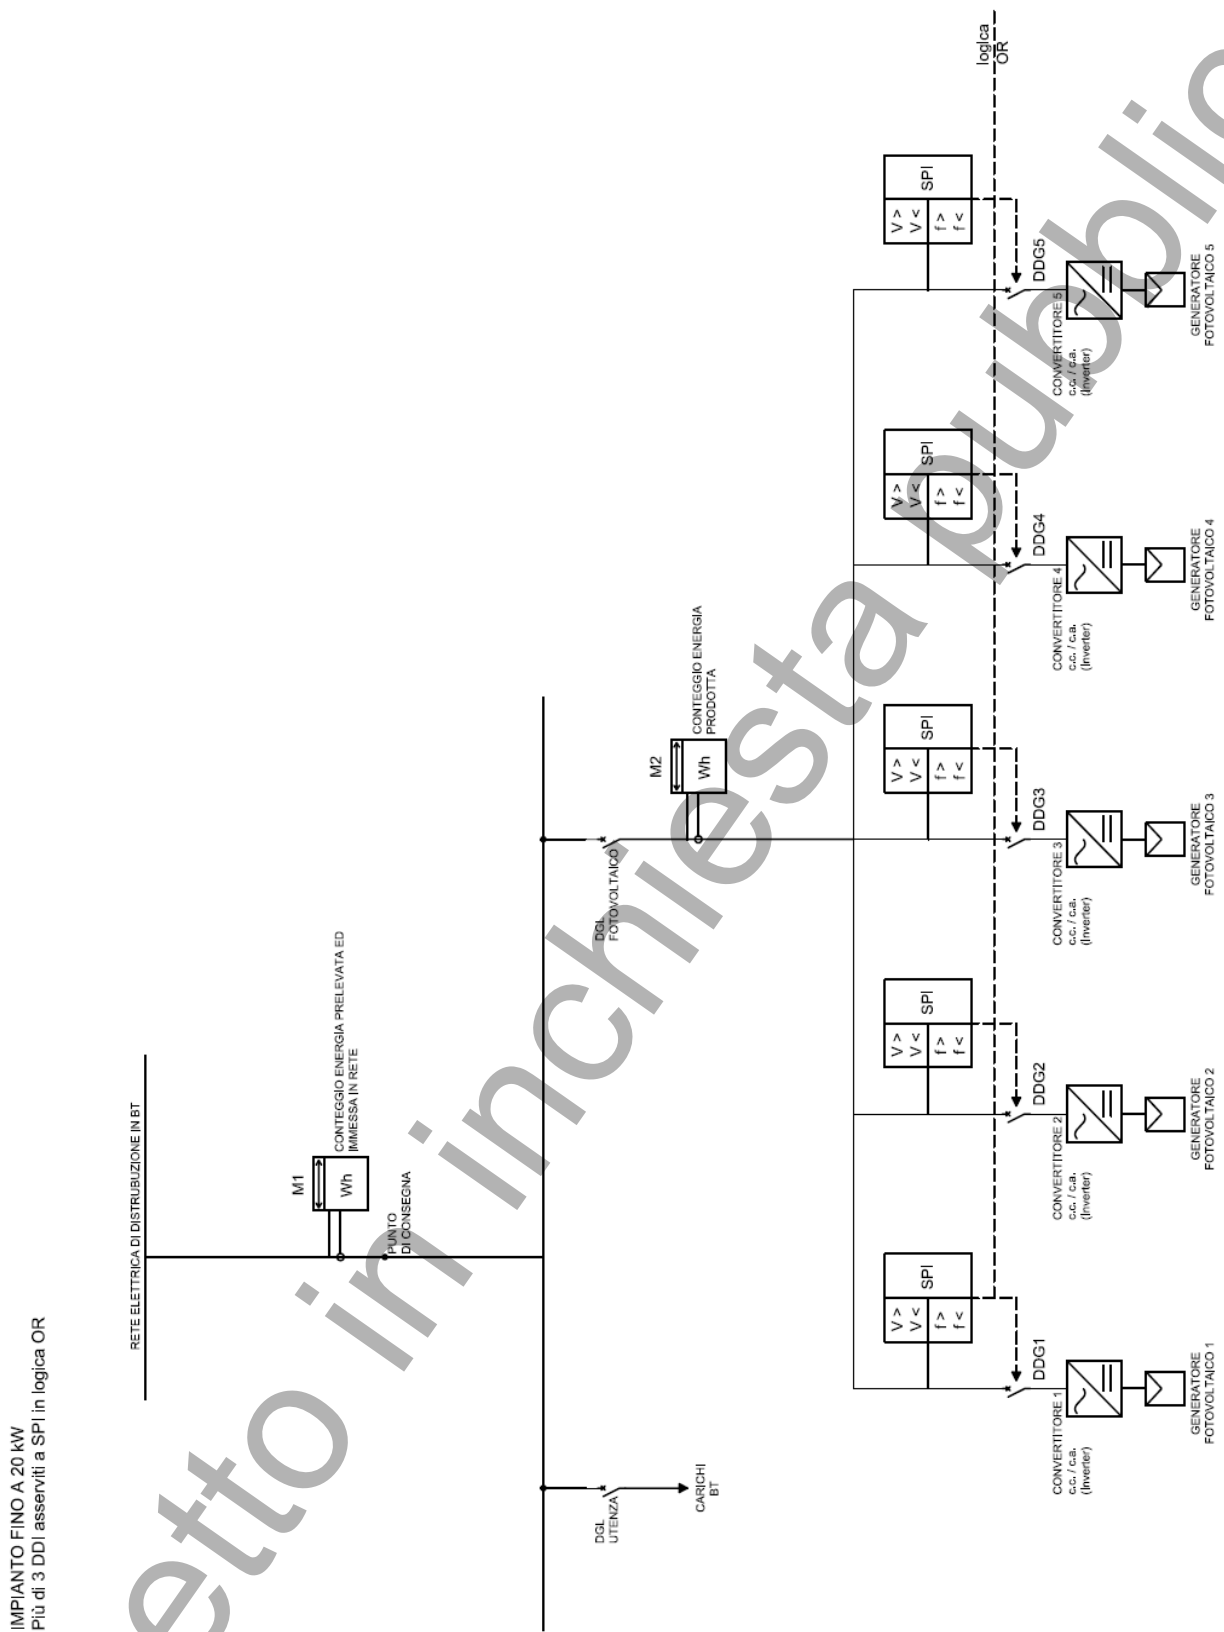 IMPIANTO FINO A 20 kW
Più di 3 DDI asserviti a SPI in logica OR
RETE ELETTRICA DI DISTRUBUZIONE IN BT
M1
Wh
CONTEGGIO ENERGIA PRELEVATA ED
IMMESSA IN RETE
PUNTO
DI CONSEGNA
DGL
UTENZA
CARICHI
BT
DGL
FOTOVOLTAICO
M2
Wh
CONTEGGIO ENERGIA
PRODOTTA
logica
OR
V >
V <
f >
f <
SPI
DDG1
CONVERTITORE 1
c.c. / c.a.
(Inverter)
GENERATORE
FOTOVOLTAICO 1
V >
V <
f >
f <
SPI
DDG2
CONVERTITORE 2
c.c. / c.a.
(Inverter)
GENERATORE
FOTOVOLTAICO 2
V >
V <
f >
f <
SPI
DDG3
CONVERTITORE 3
c.c. / c.a.
(Inverter)
GENERATORE
FOTOVOLTAICO 3
V >
V <
f >
f <
SPI
DDG4
CONVERTITORE 4
c.c. / c.a.
(Inverter)
GENERATORE
FOTOVOLTAICO 4
V >
V <
f >
f <
SPI
DDG5
CONVERTITORE 5
c.c. / c.a.
(Inverter)
GENERATORE
FOTOVOLTAICO 5
etto in inchiesta pubblic